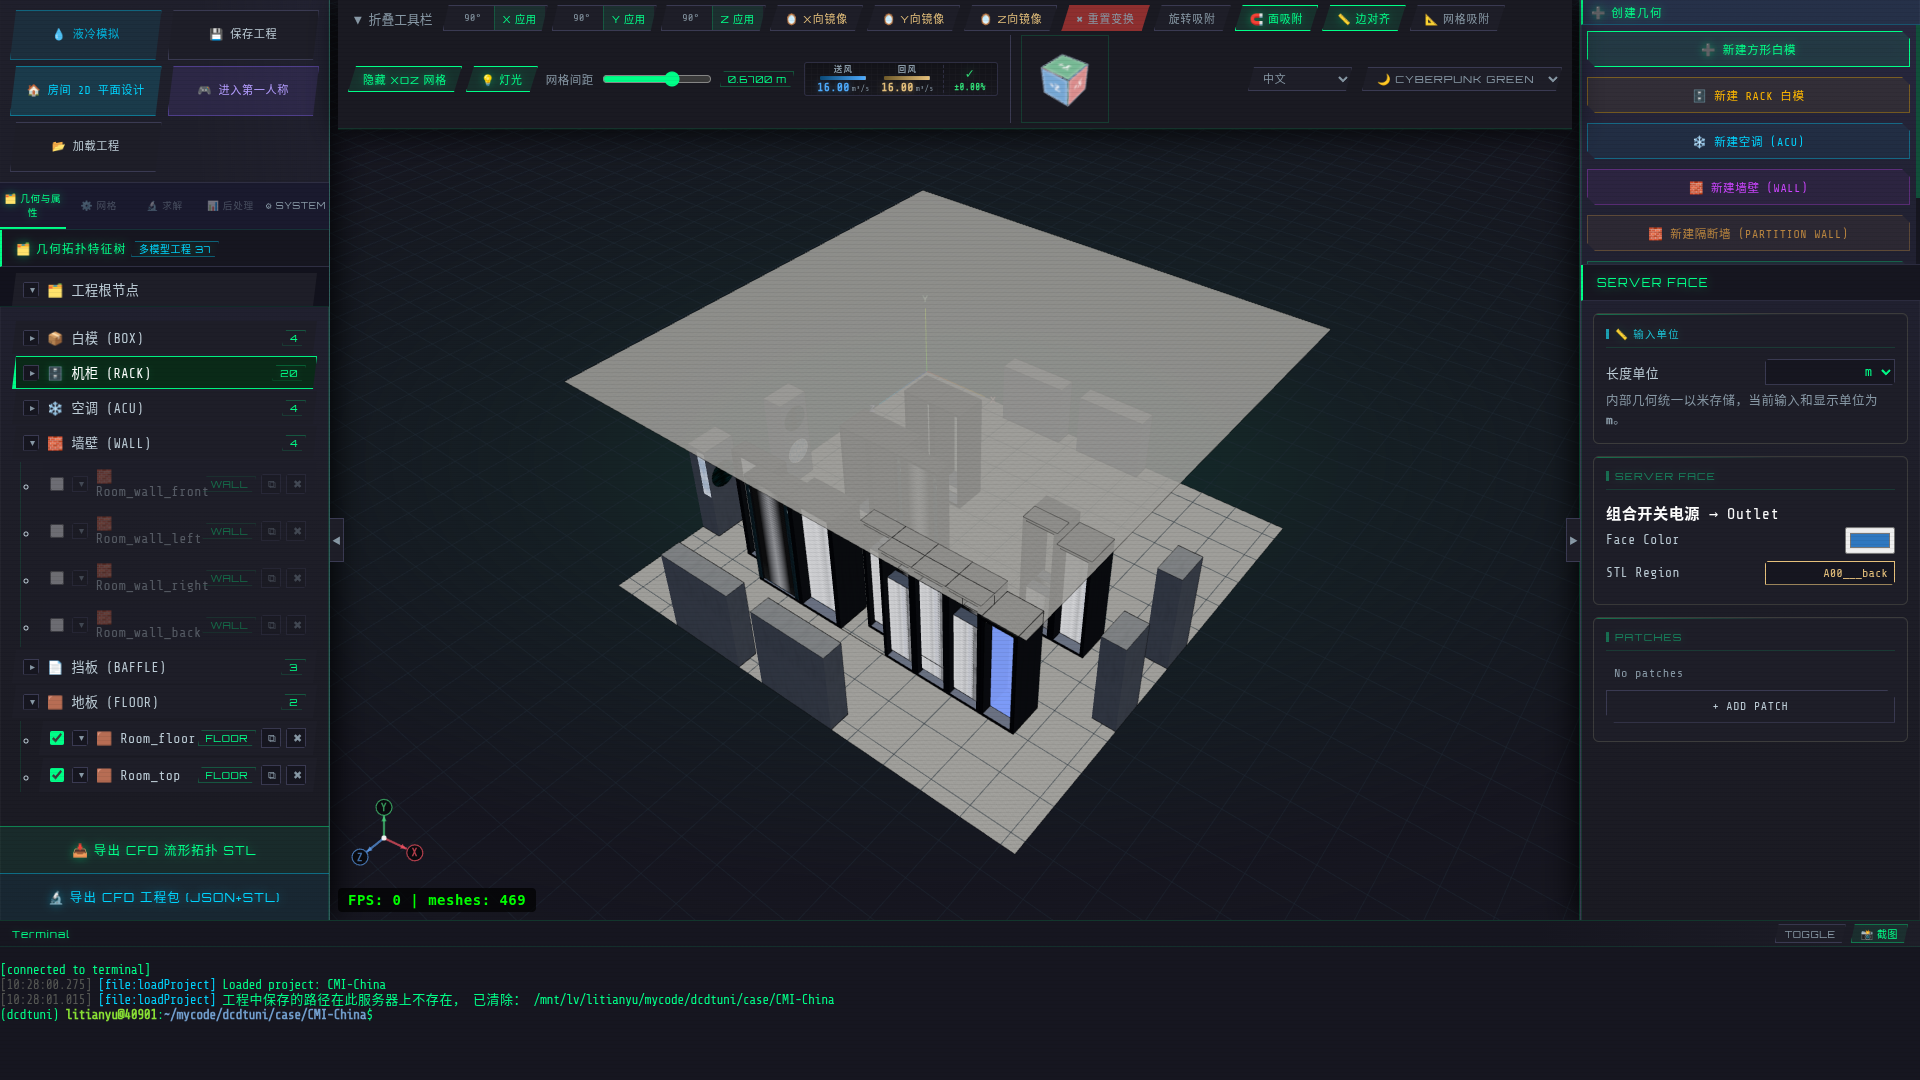 💧 液冷模拟
💾 保存工程
🏠 房间 2D 平面设计
🎮 进入第一人称
📂 加载工程
几何与属性
网格
求解
后处理
SYSTEM
几何拓扑特征树 多模型工程 37
工程根节点
白模 (BOX) 4
机柜 (RACK) 20
空调 (ACU) 4
墙壁 (WALL) 4
Room_wall_front WALL
Room_wall_left WALL
Room_wall_right WALL
Room_wall_back WALL
挡板 (BAFFLE) 3
地板 (FLOOR) 2
Room_floor FLOOR
Room_top FLOOR
导出 CFD 流形拓扑 STL
导出 CFD 工程包 (JSON+STL)
▼ 折叠工具栏
90° X 应用
90° Y 应用
90° Z 应用
X向镜像
Y向镜像
Z向镜像
✖ 重置变换
旋转吸附
面吸附
边对齐
网格吸附
隐藏 XOZ 网格
灯光
网格间距
0.6700 m
送风
16.00 m³/s
回风
16.00 m³/s
✓
±0.00%
中文
CYBERPUNK GREEN
Y
X
Z
FPS: 0 | meshes: 469
创建几何
新建方形白模
新建 RACK 白模
新建空调 (ACU)
新建墙壁 (WALL)
新建隔断墙 (PARTITION WALL)
SERVER FACE
输入单位
长度单位
m
内部几何统一以米存储，当前输入和显示单位为
m。
SERVER FACE
组合开关电源 → Outlet
Face Color
STL Region
A00___back
PATCHES
No patches
+ ADD PATCH
Terminal
TOGGLE
截图
[connected to terminal]
[10:28:00.275] [file:loadProject] Loaded project: CMI-China
[10:28:01.015] [file:loadProject] 工程中保存的路径在此服务器上不存在， 已清除： /mnt/lv/litianyu/mycode/dcdtuni/case/CMI-China
(dcdtuni) litianyu@40901:~/mycode/dcdtuni/case/CMI-China$